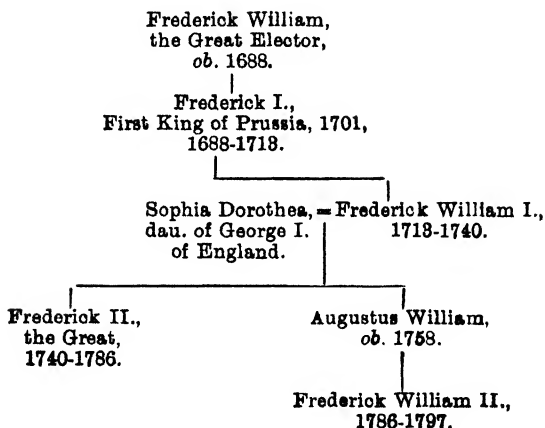 Frederick William,
the Great Elector,
ob. 1688.
Frederick I.,
First King of Prussia, 1701,
1688-1713.
Sophia Dorothea, = Frederick William I.,
dau. of George I. 1713-1740.
of England.
Frederick II., Augustus William,
the Great, ob. 1758.
1740-1786.
Frederick William II.,
1786-1797.